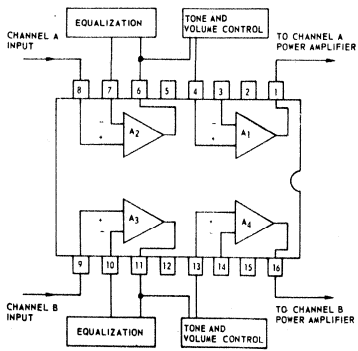 EQUALIZATION
TONE AND
VOLUME CONTROL
CHANNEL A
INPUT
TO CHANNEL A
POWER AMPLIFIER
8
7
6
5
4
3
2
1
-
+
A2
-
+
A1
+
-
A3
+
-
A4
9
10
11
12
13
14
15
16
CHANNEL B
INPUT
TO CHANNEL B
POWER AMPLIFIER
EQUALIZATION
TONE AND
VOLUME CONTROL